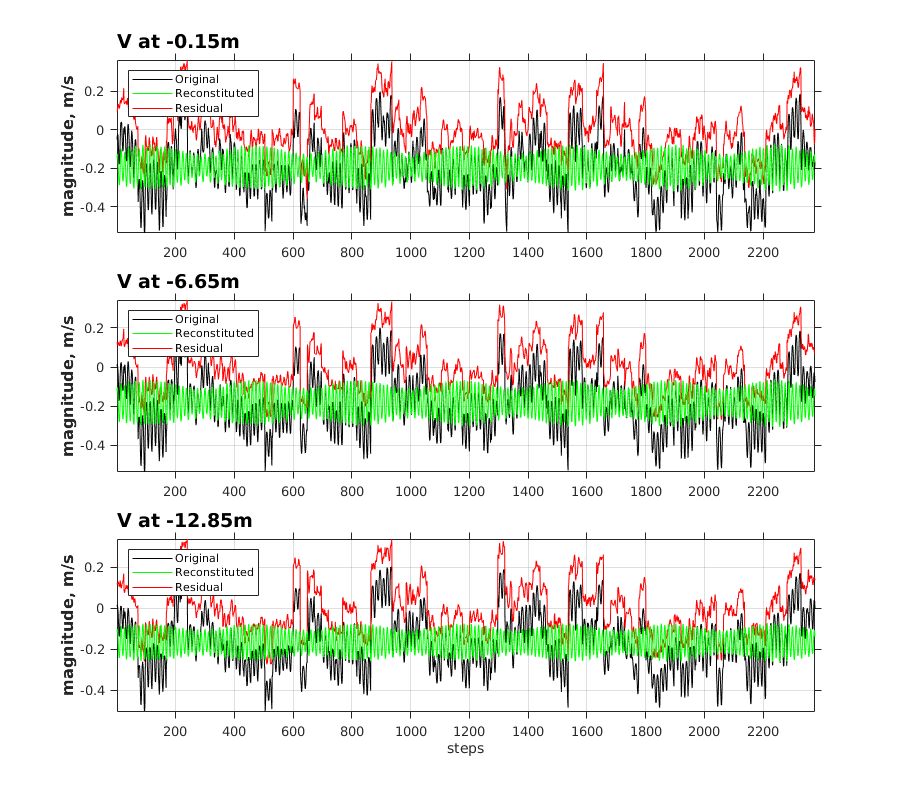 V at -0.15m
magnitude, m/s
0.2
0
-0.2
-0.4
Original
Reconstituted
Residual
200 400 600 800 1000 1200 1400 1600 1800 2000 2200
V at -6.65m
magnitude, m/s
0.2
0
-0.2
-0.4
Original
Reconstituted
Residual
200 400 600 800 1000 1200 1400 1600 1800 2000 2200
V at -12.85m
magnitude, m/s
0.2
0
-0.2
-0.4
Original
Reconstituted
Residual
200 400 600 800 1000 1200 1400 1600 1800 2000 2200
steps